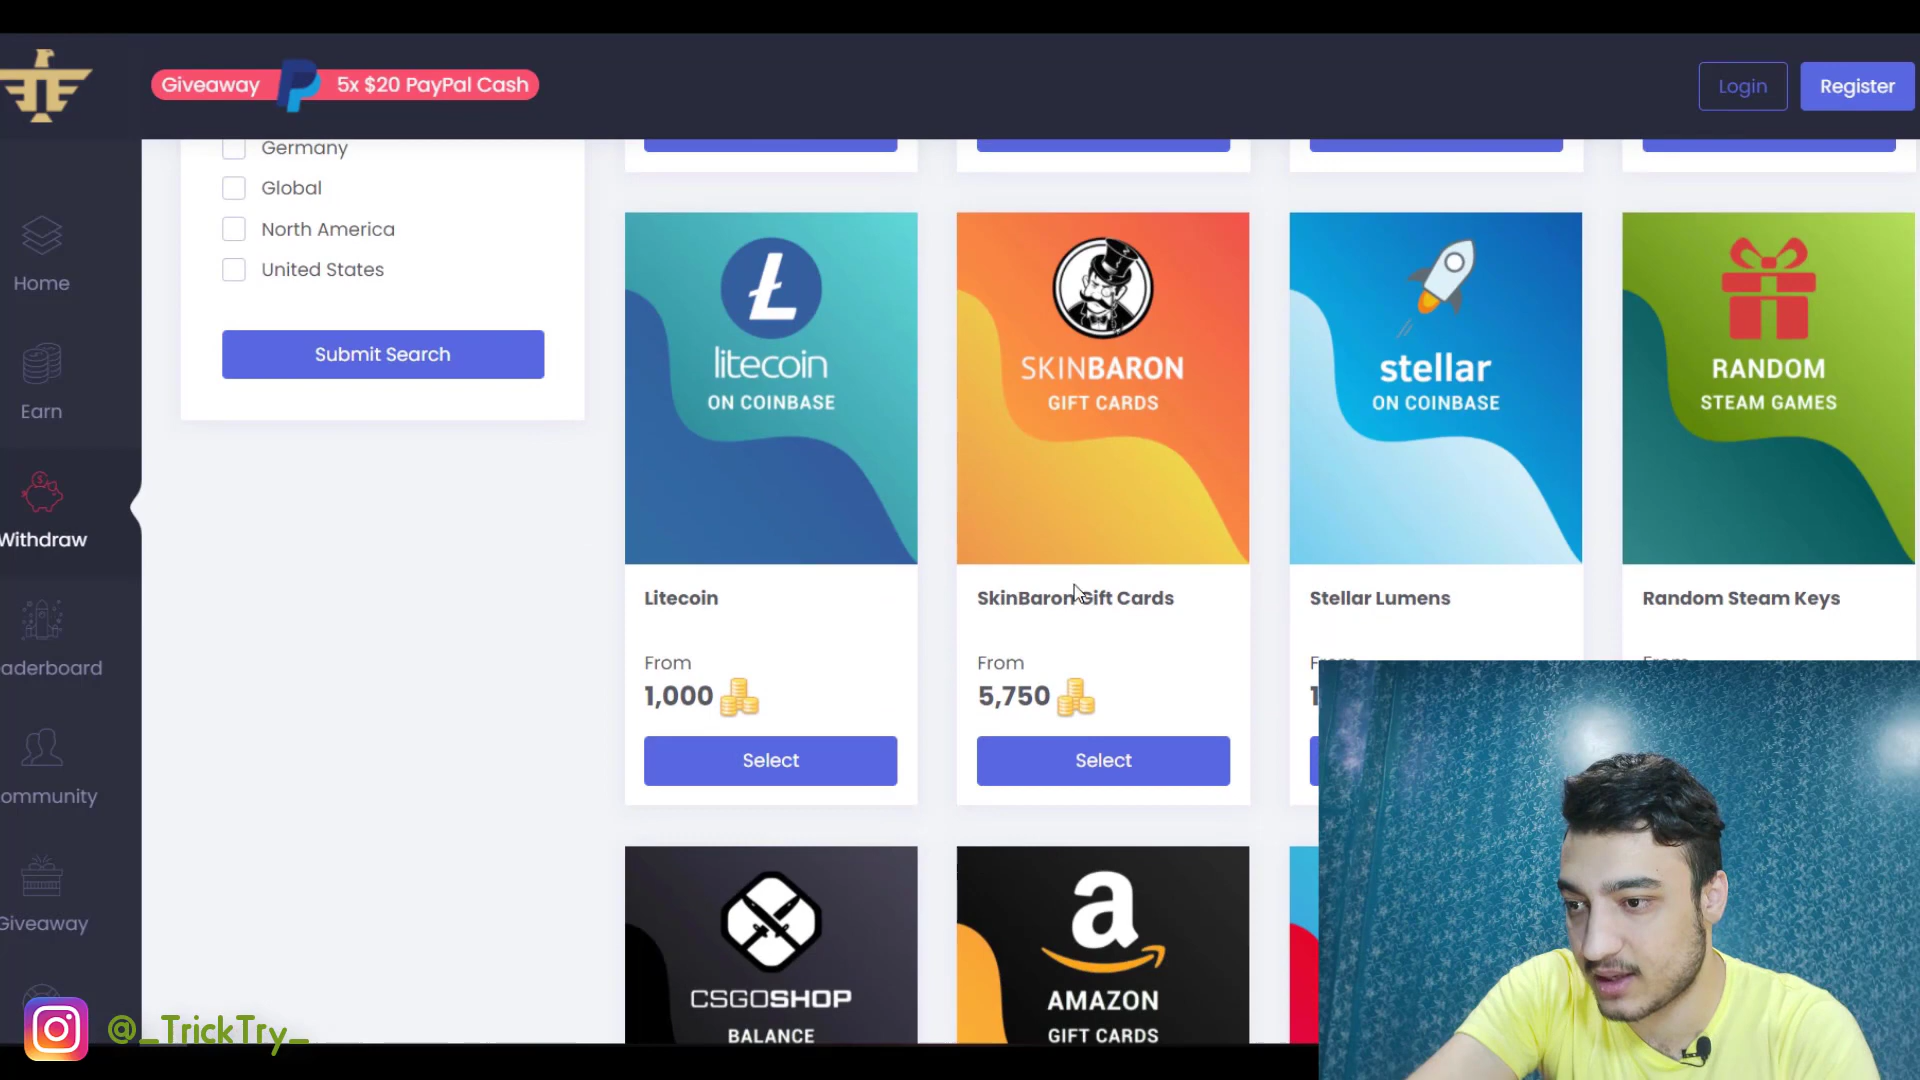 Giveaway 5x $20 PayPal Cash
Login
Register
Germany
Global
North America
United States
Submit Search
Home
Earn
Withdraw
aderboard
ommunity
Giveaway
litecoin
ON COINBASE
Litecoin
From
1,000
Select
SKINBARON
GIFT CARDS
SkinBaron Gift Cards
From
5,750
Select
stellar
ON COINBASE
Stellar Lumens
From
RANDOM
STEAM GAMES
Random Steam Keys
From
CSGOSHOP
BALANCE
a
AMAZON
GIFT CARDS
@_TrickTry_